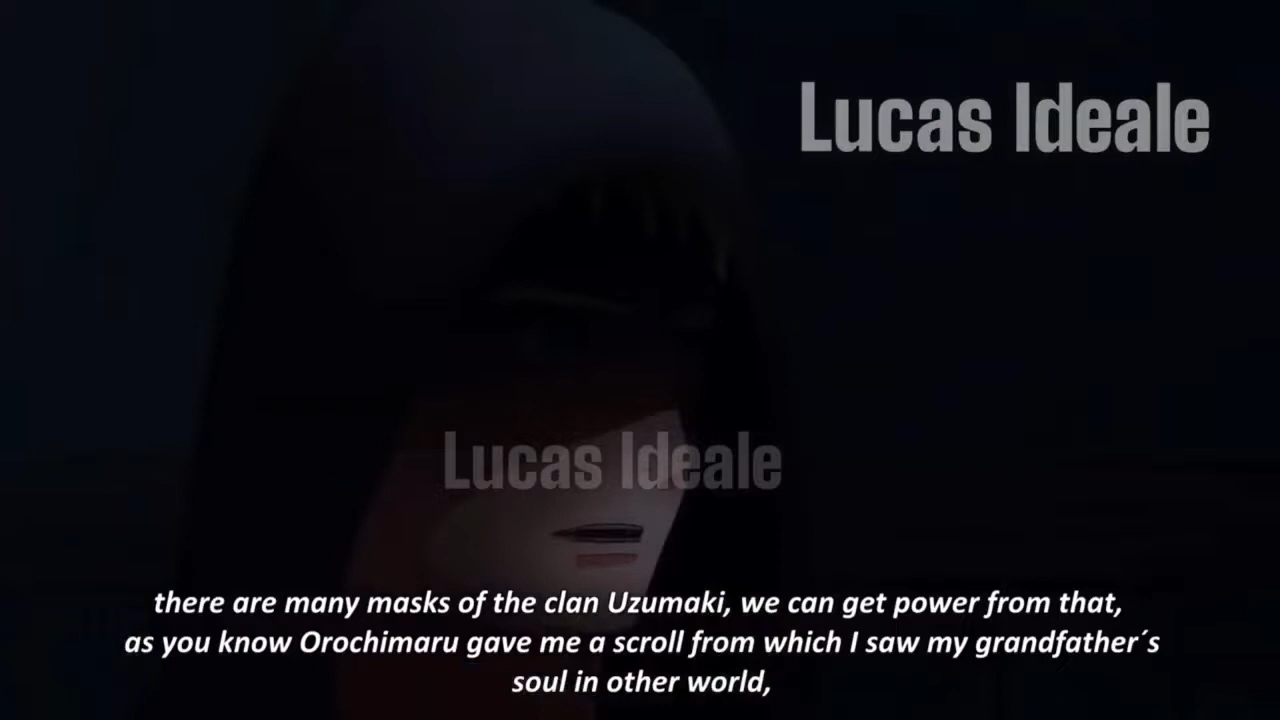 Lucas Ideale
Lucas Ideale
there are many masks of the clan Uzumaki, we can get power from that,
as you know Orochimaru gave me a scroll from which I saw my grandfather´s
soul in other world,